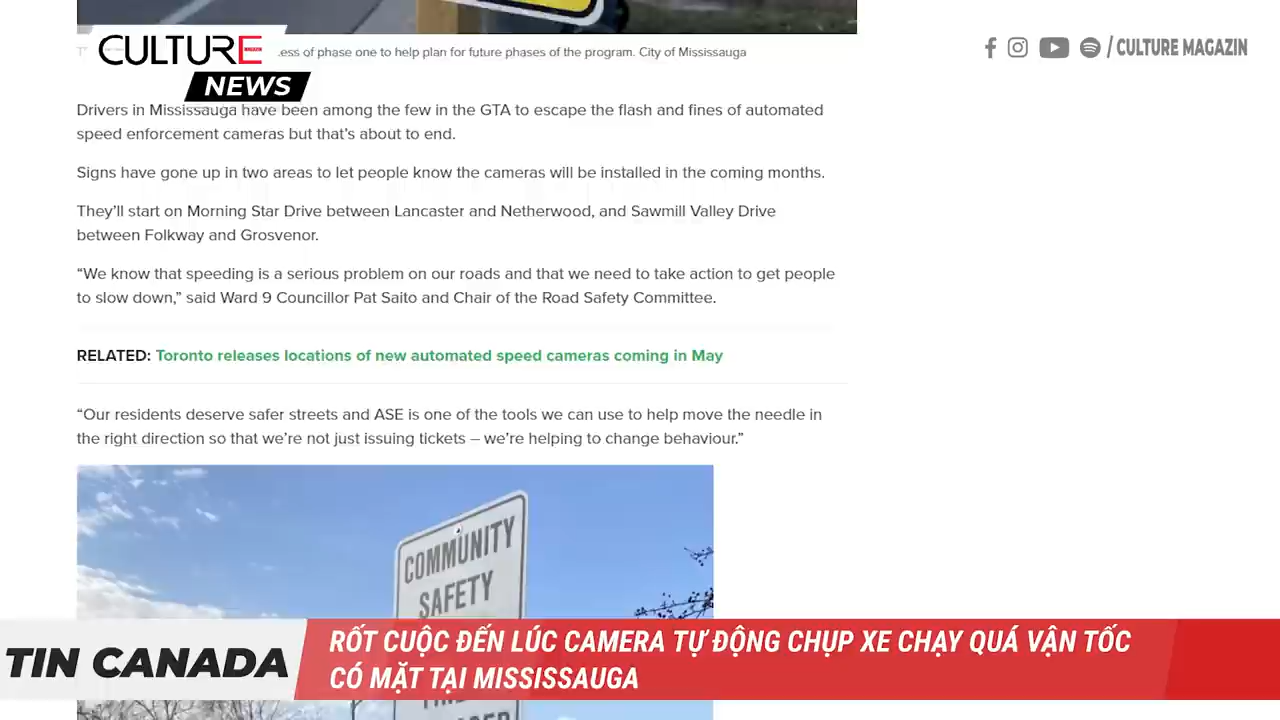 CULTURE
NEWS
ess of phase one to help plan for future phases of the program. City of Mississauga
/ CULTURE MAGAZIN
Drivers in Mississauga have been among the few in the GTA to escape the flash and fines of automated
speed enforcement cameras but that's about to end.
Signs have gone up in two areas to let people know the cameras will be installed in the coming months.
They'll start on Morning Star Drive between Lancaster and Netherwood, and Sawmill Valley Drive
between Folkway and Grosvenor.
“We know that speeding is a serious problem on our roads and that we need to take action to get people
to slow down,” said Ward 9 Councillor Pat Saito and Chair of the Road Safety Committee.
RELATED: Toronto releases locations of new automated speed cameras coming in May
“Our residents deserve safer streets and ASE is one of the tools we can use to help move the needle in
the right direction so that we're not just issuing tickets – we're helping to change behaviour.”
COMMUNITY
SAFETY
TIN CANADA
RỐT CUỘC ĐẾN LÚC CAMERA TỰ ĐỘNG CHỤP XE CHẠY QUÁ VẬN TỐC
CÓ MẶT TẠI MISSISSAUGA